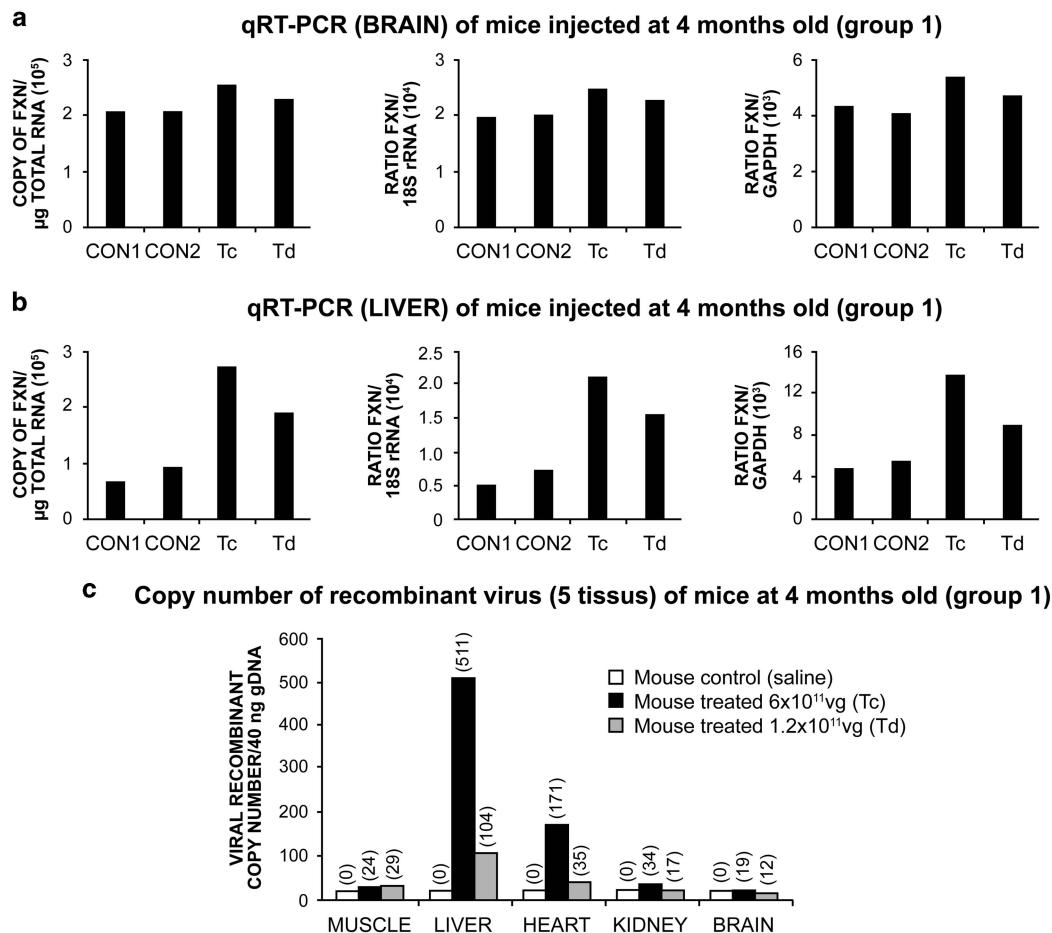 a
qRT-PCR (BRAIN) of mice injected at 4 months old (group 1)
COPY OF FXN/
µg TOTAL RNA (10⁵)
3
2
1
0
CON1 CON2 Tc Td
RATIO FXN/
18S rRNA (10⁴)
3
2
1
0
CON1 CON2 Tc Td
RATIO FXN/
GAPDH (10³)
6
4
2
0
CON1 CON2 Tc Td
b
qRT-PCR (LIVER) of mice injected at 4 months old (group 1)
COPY OF FXN/
µg TOTAL RNA (10⁵)
3
2
1
0
CON1 CON2 Tc Td
RATIO FXN/
18S rRNA (10⁴)
2.5
2.0
1.5
1.0
0.5
0
CON1 CON2 Tc Td
RATIO FXN/
GAPDH (10³)
16
12
8
4
0
CON1 CON2 Tc Td
c
Copy number of recombinant virus (5 tissus) of mice at 4 months old (group 1)
VIRAL RECOMBINANT
COPY NUMBER/40 ng gDNA
600
500
400
300
200
100
0
(0) (24) (29)
(0) (511) (104)
(0) (171) (35)
(0) (34) (17)
(0) (19) (12)
Mouse control (saline)
Mouse treated 6x10¹¹vg (Tc)
Mouse treated 1.2x10¹¹vg (Td)
MUSCLE LIVER HEART KIDNEY BRAIN